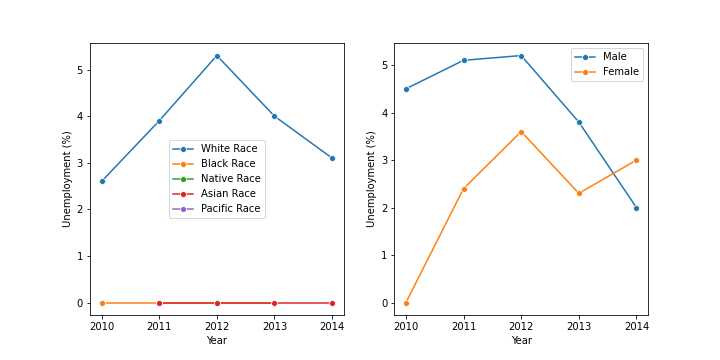 5
4
3
2
1
0
Unemployment (%)
2010 2011 2012 2013 2014
Year
White Race
Black Race
Native Race
Asian Race
Pacific Race
5
4
3
2
1
0
Unemployment (%)
2010 2011 2012 2013 2014
Year
Male
Female